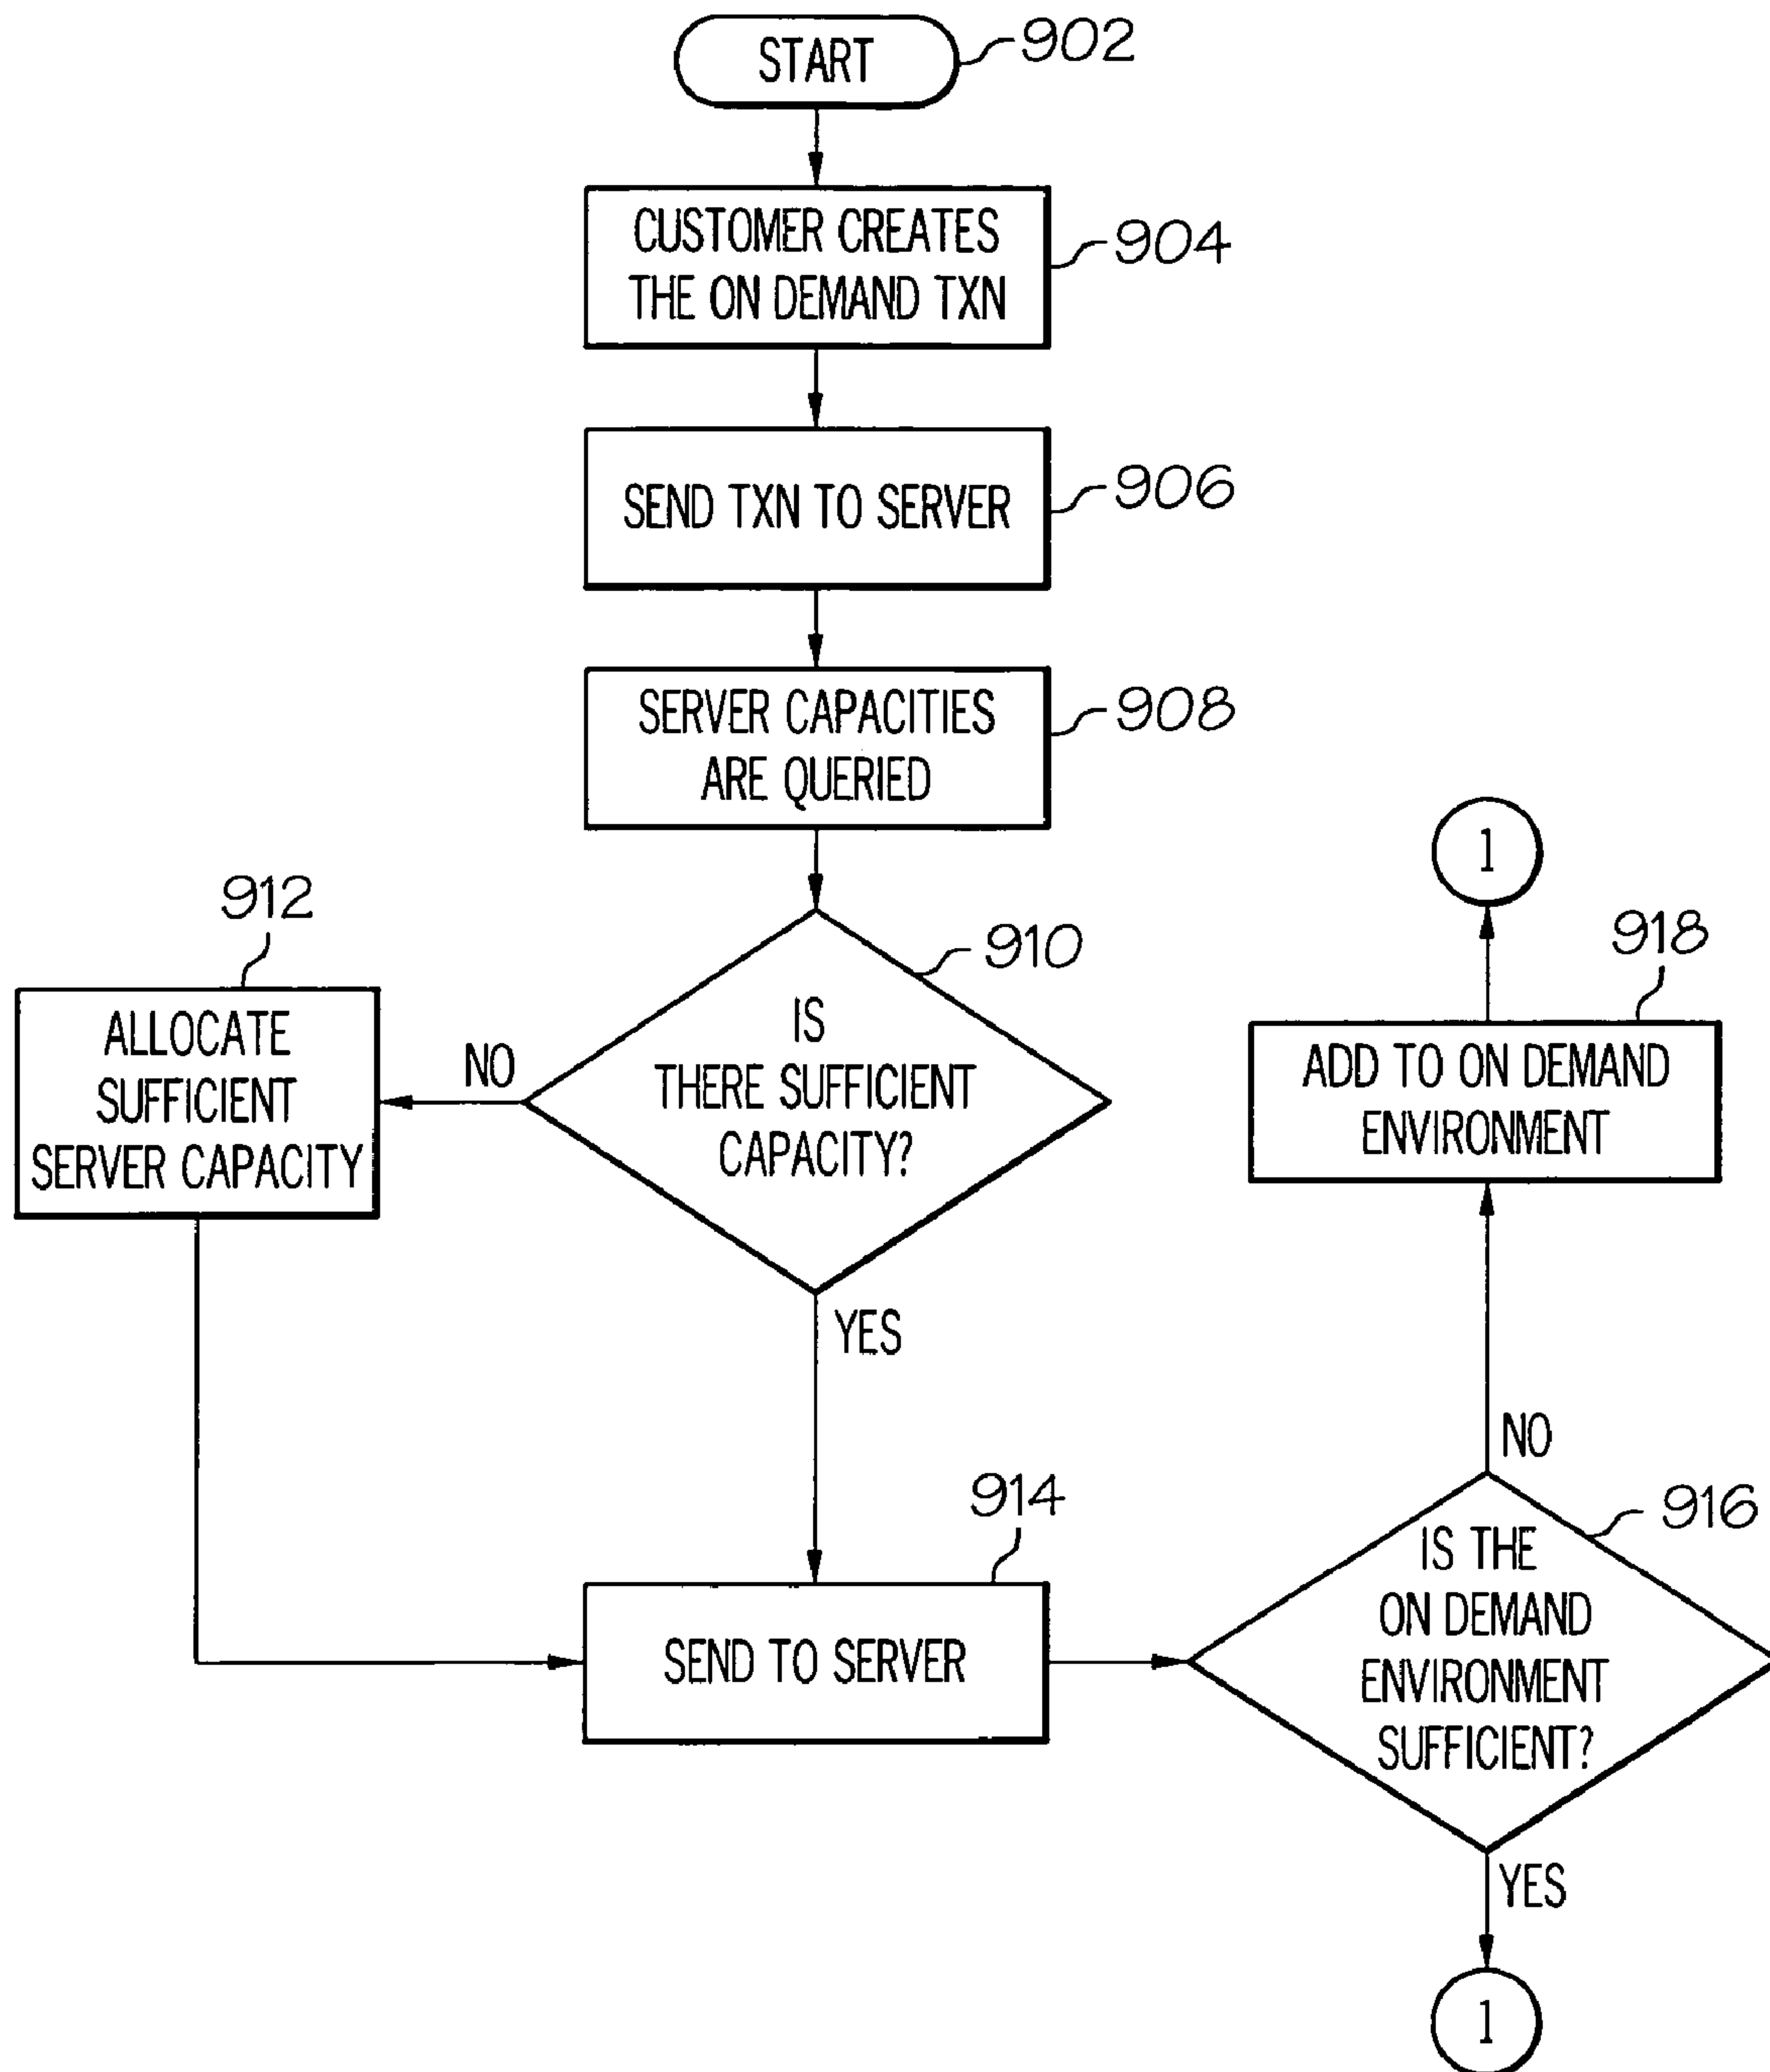 START
902
CUSTOMER CREATES
THE ON DEMAND TXN
904
SEND TXN TO SERVER
906
SERVER CAPACITIES
ARE QUERIED
908
IS
THERE SUFFICIENT
CAPACITY?
910
NO
YES
912
ALLOCATE
SUFFICIENT
SERVER CAPACITY
914
SEND TO SERVER
916
IS THE
ON DEMAND
ENVIRONMENT
SUFFICIENT?
NO
918
ADD TO ON DEMAND
ENVIRONMENT
1
YES
1